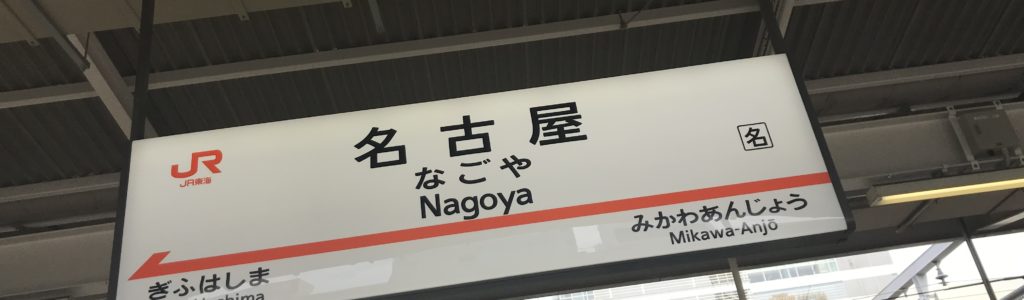 JR
JR東海
名古屋
なごや
Nagoya
名
ぎふはしま
みかわあんじょう
Mikawa-Anjō